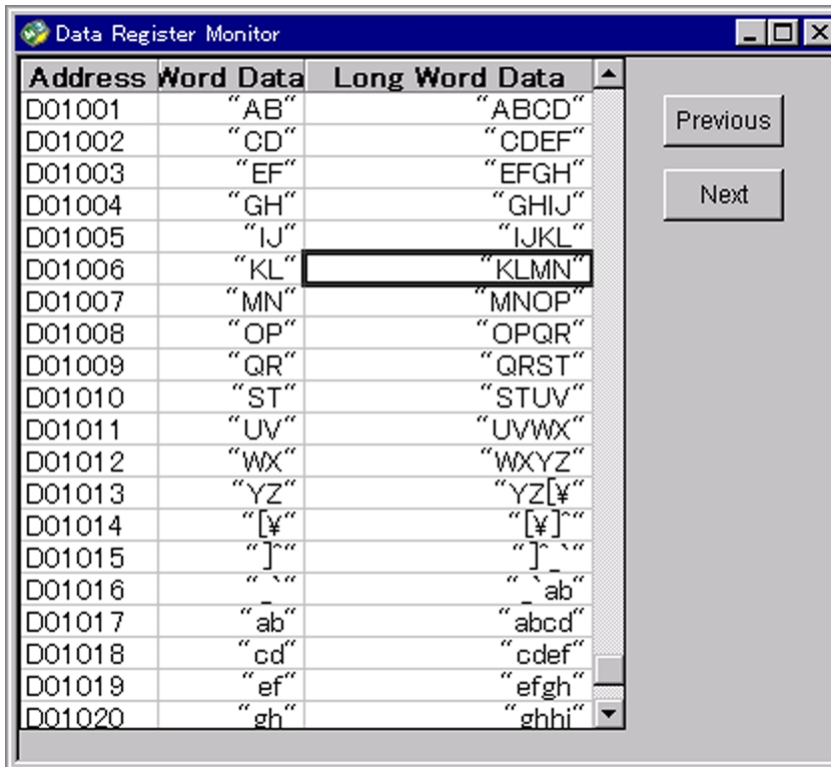 Data Register Monitor
Address Word Data Long Word Data
D01001 "AB" "ABCD"
D01002 "CD" "CDEF"
D01003 "EF" "EFGH"
D01004 "GH" "GHIJ"
D01005 "IJ" "IJKL"
D01006 "KL" "KLMN"
D01007 "MN" "MNOP"
D01008 "OP" "OPQR"
D01009 "QR" "QRST"
D01010 "ST" "STUV"
D01011 "UV" "UVWX"
D01012 "WX" "WXYZ"
D01013 "YZ" "YZ[¥"
D01014 "[¥" "[¥]^"
D01015 "]^" "]^_`"
D01016 "_`" "_`ab"
D01017 "ab" "abcd"
D01018 "cd" "cdef"
D01019 "ef" "efgh"
D01020 "gh" "ghhi"
Previous
Next